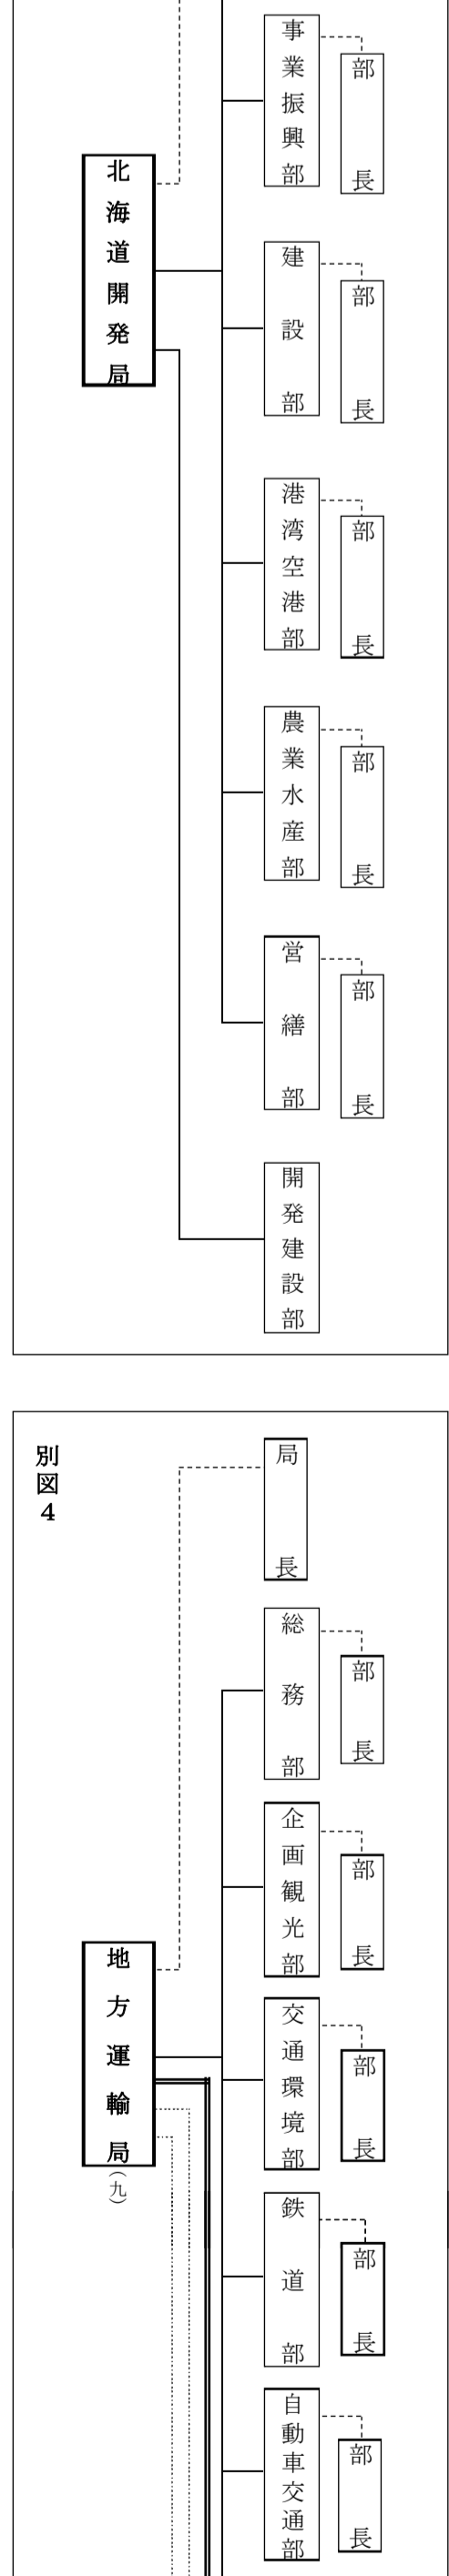 事業振興部
部長
建設部
部長
港湾空港部
部長
農業水産部
部長
営繕部
部長
開発建設部
北海道開発局
別図4
局長
総務部
部長
企画観光部
部長
交通環境部
部長
鉄道部
部長
自動車交通部
部長
地方運輸局(九)